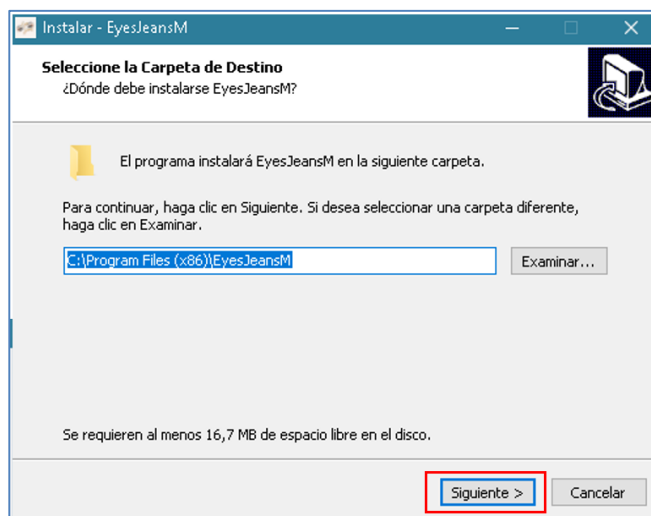 Instalar - EyesJeansM
Seleccione la Carpeta de Destino
¿Dónde debe instalarse EyesJeansM?
El programa instalará EyesJeansM en la siguiente carpeta.
Para continuar, haga clic en Siguiente. Si desea seleccionar una carpeta diferente,
haga clic en Examinar.
C:\Program Files (x86)\EyesJeansM
Examinar...
Se requieren al menos 16,7 MB de espacio libre en el disco.
Siguiente >
Cancelar